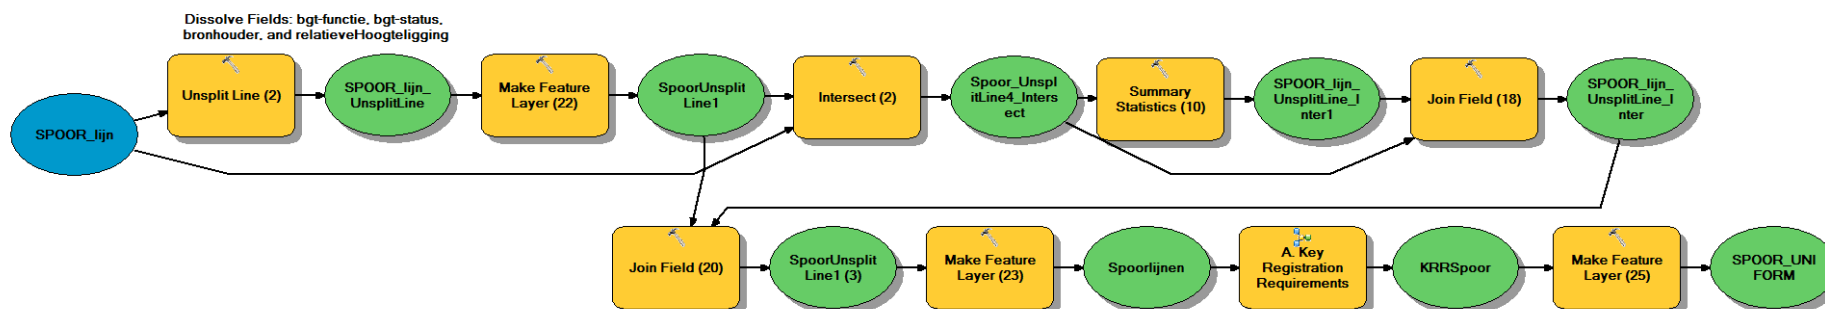 Dissolve Fields: bgt-functie, bgt-status,
bronhouder, and relatieveHoogteligging
SPOOR_lijn
Unsplit Line (2)
SPOOR_lijn_
UnsplitLine
Make Feature
Layer (22)
SpoorUnsplit
Line1
Intersect (2)
Spoor_Unspl
itLine4_Inters
ect
Summary
Statistics (10)
SPOOR_lijn_
UnsplitLine_I
nter1
Join Field (18)
SPOOR_lijn_
UnsplitLine_I
nter
Join Field (20)
SpoorUnsplit
Line1 (3)
Make Feature
Layer (23)
Spoorlijnen
A. Key
Registration
Requirements
KRRSpoor
Make Feature
Layer (25)
SPOOR_UNI
FORM